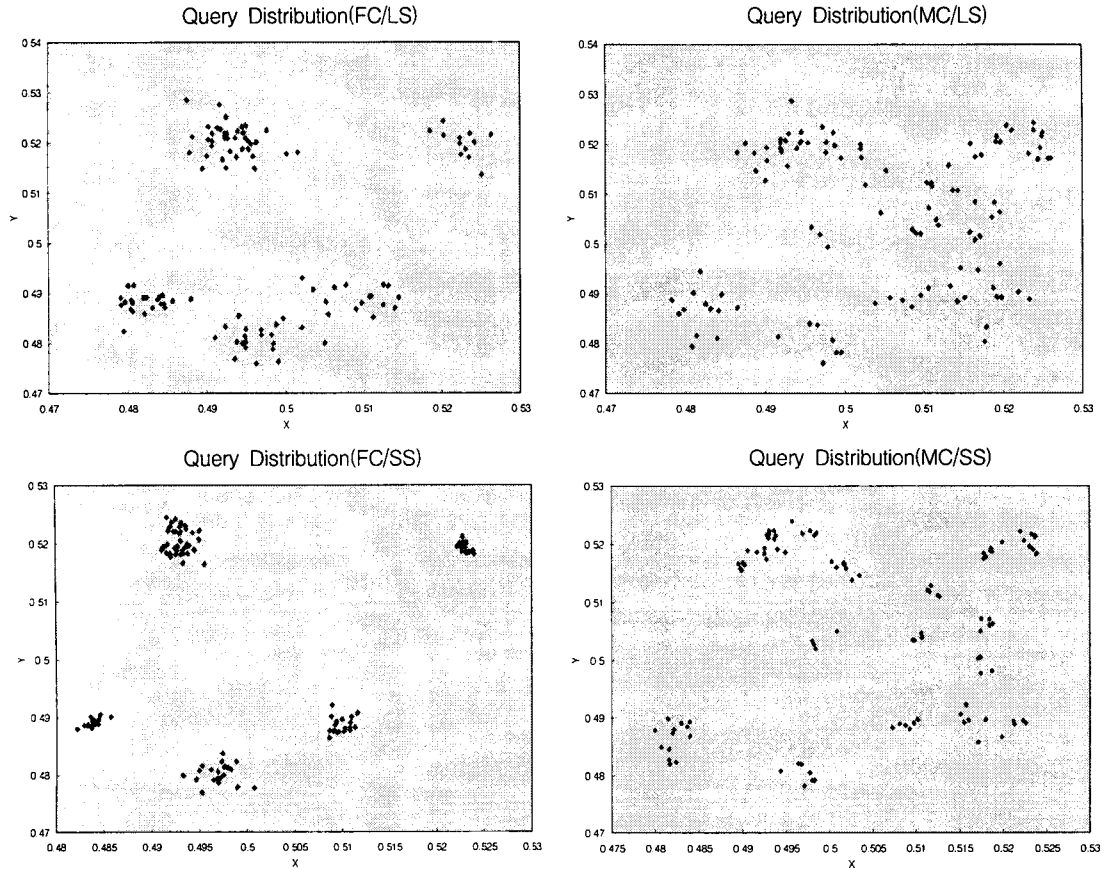 Query Distribution(FC/LS)
0.54
0.53
0.52
0.51
0.5
0.49
0.48
0.47
Y
0.47 0.48 0.49 0.5 0.51 0.52 0.53
X
Query Distribution(MC/LS)
0.54
0.53
0.52
0.51
0.5
0.49
0.48
0.47
Y
0.47 0.48 0.49 0.5 0.51 0.52 0.53
X
Query Distribution(FC/SS)
0.53
0.52
0.51
0.5
0.49
0.48
0.47
Y
0.48 0.485 0.49 0.495 0.5 0.505 0.51 0.515 0.52 0.525 0.53
X
Query Distribution(MC/SS)
0.53
0.52
0.51
0.5
0.49
0.48
0.47
Y
0.475 0.48 0.485 0.49 0.495 0.5 0.505 0.51 0.515 0.52 0.525 0.53
X